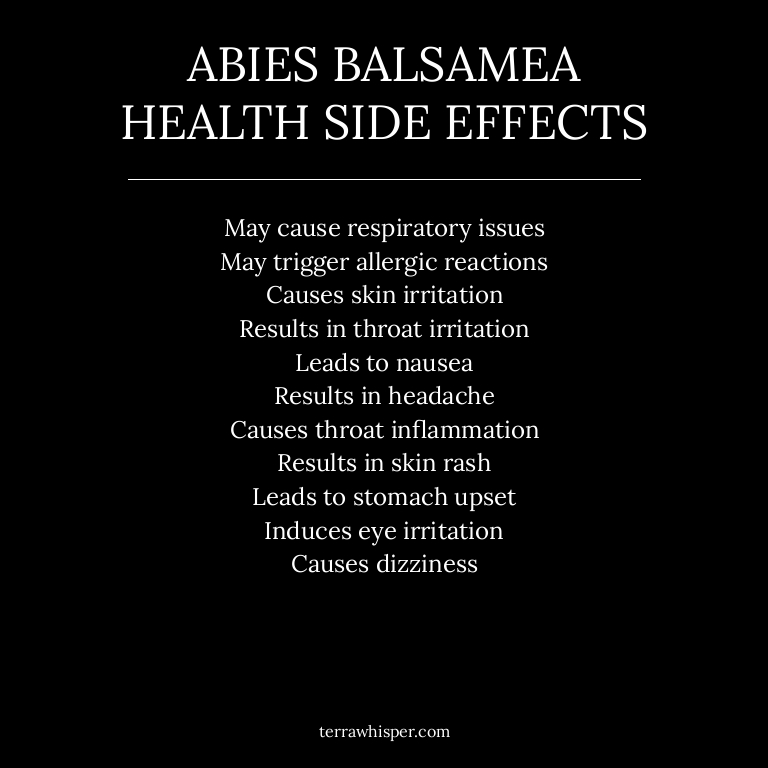 ABIES BALSAMEA
HEALTH SIDE EFFECTS
May cause respiratory issues
May trigger allergic reactions
Causes skin irritation
Results in throat irritation
Leads to nausea
Results in headache
Causes throat inflammation
Results in skin rash
Leads to stomach upset
Induces eye irritation
Causes dizziness
terrawhisper.com